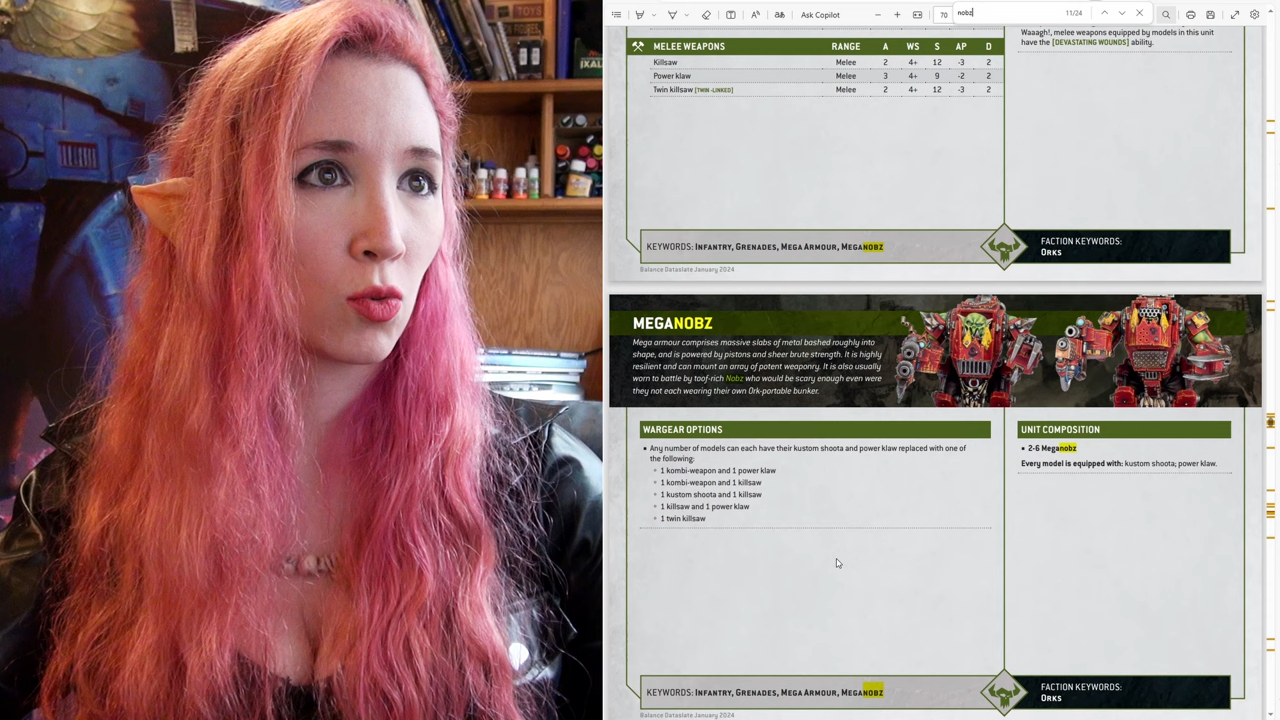 TOYS
IXAL
Ask Copilot
70
nobz
11/24
MELEE WEAPONS RANGE A WS S AP D
Killsaw Melee 2 4+ 12 -3 2
Power klaw Melee 3 4+ 9 -2 2
Twin killsaw [TWIN-LINKED] Melee 2 4+ 12 -3 2
Waaagh!, melee weapons equipped by models in this unit
have the [DEVASTATING WOUNDS] ability.
KEYWORDS: INFANTRY, GRENADES, MEGA ARMOUR, MEGANOBZ
FACTION KEYWORDS:
ORKS
Balance Dataslate January 2024
MEGANOBZ
Mega armour comprises massive slabs of metal bashed roughly into
shape, and is powered by pistons and sheer brute strength. It is highly
resilient and can mount an array of potent weaponry. It is also usually
worn to battle by toof-rich Nobz who would be scary enough even were
they not each wearing their own Ork-portable bunker.
WARGEAR OPTIONS
▪ Any number of models can each have their kustom shoota and power klaw replaced with one of
the following:
◦ 1 kombi-weapon and 1 power klaw
◦ 1 kombi-weapon and 1 killsaw
◦ 1 kustom shoota and 1 killsaw
◦ 1 killsaw and 1 power klaw
◦ 1 twin killsaw
UNIT COMPOSITION
▪ 2-6 Meganobz
Every model is equipped with: kustom shoota; power klaw.
KEYWORDS: INFANTRY, GRENADES, MEGA ARMOUR, MEGANOBZ
FACTION KEYWORDS:
ORKS
Balance Dataslate January 2024